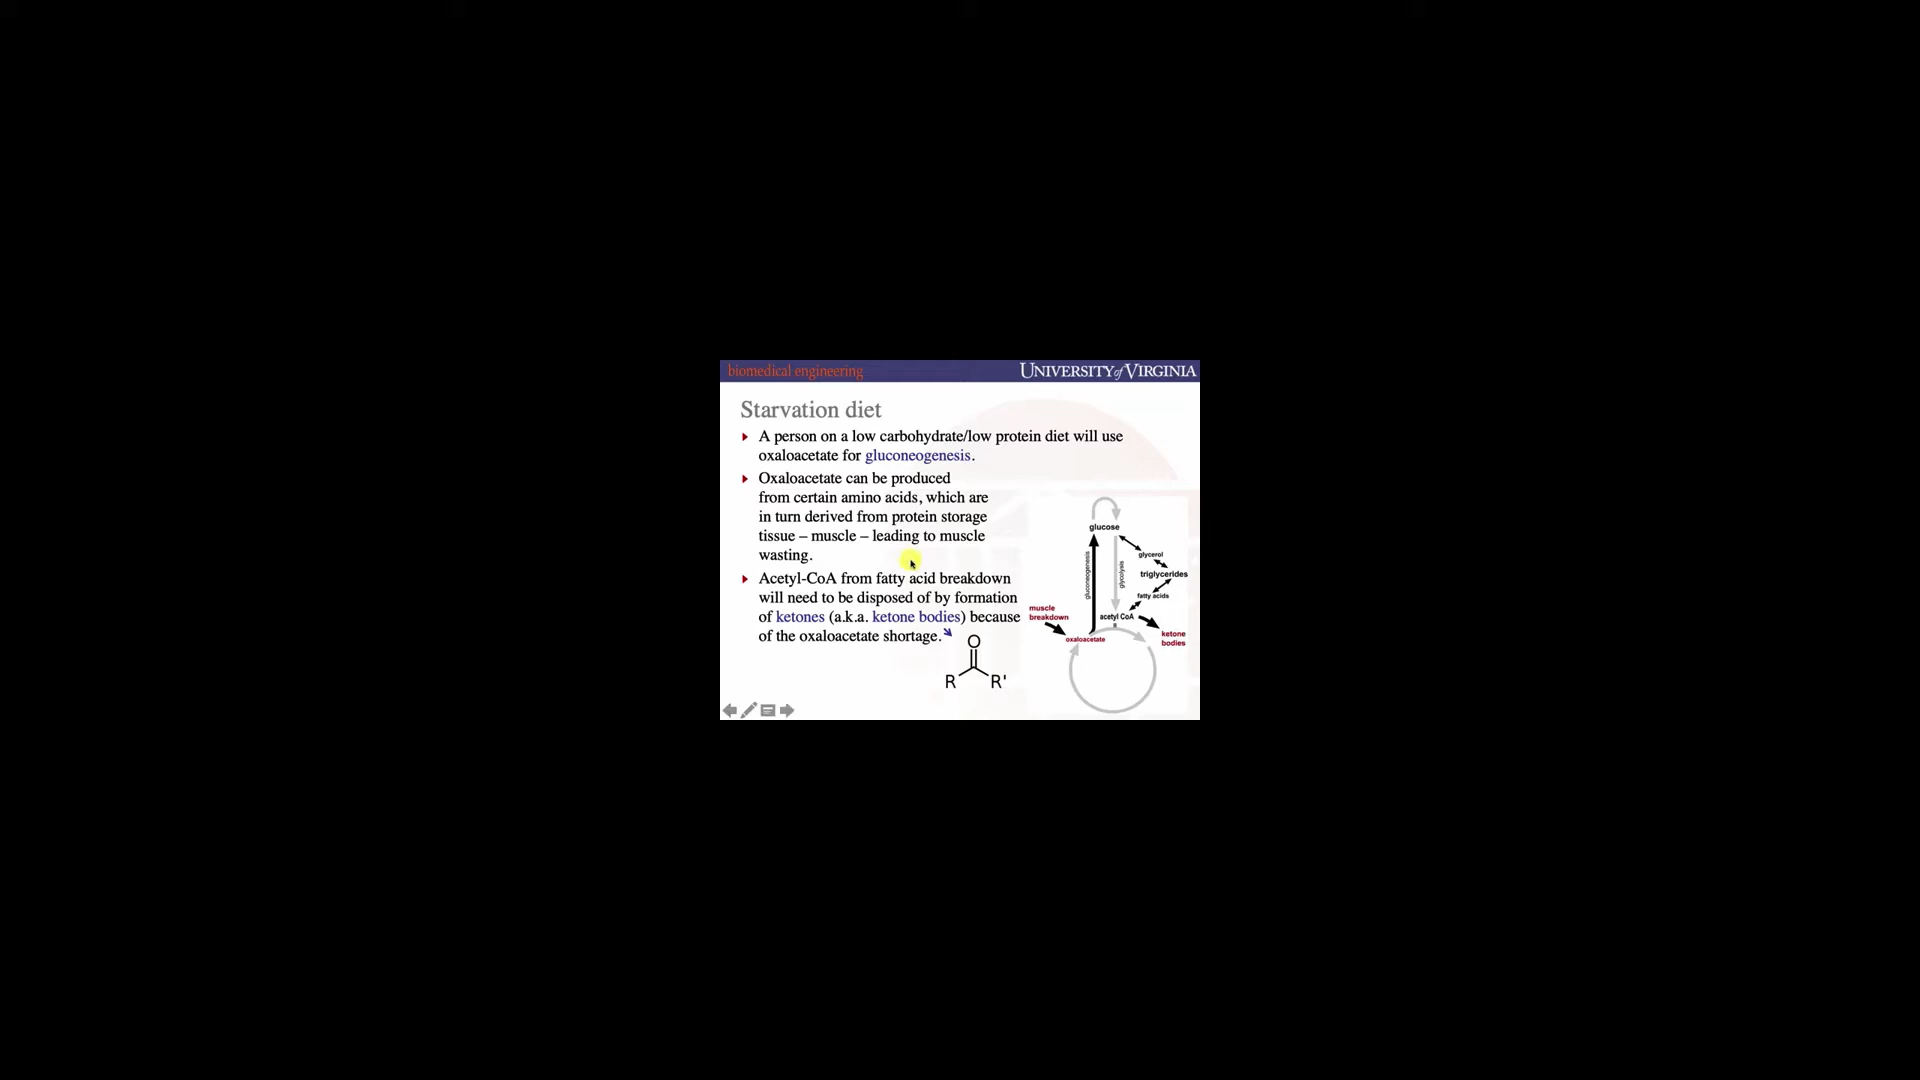 biomedical engineering
UNIVERSITY of VIRGINIA
Starvation diet
A person on a low carbohydrate/low protein diet will use
oxaloacetate for gluconeogenesis.
Oxaloacetate can be produced
from certain amino acids, which are
in turn derived from protein storage
tissue – muscle – leading to muscle
wasting.
Acetyl-CoA from fatty acid breakdown
will need to be disposed of by formation
of ketones (a.k.a. ketone bodies) because
of the oxaloacetate shortage.
O
R R'
glucose
gluconeogenesis
glycolysis
glycerol
triglycerides
fatty acids
acetyl CoA
muscle
breakdown
oxaloacetate
ketone
bodies